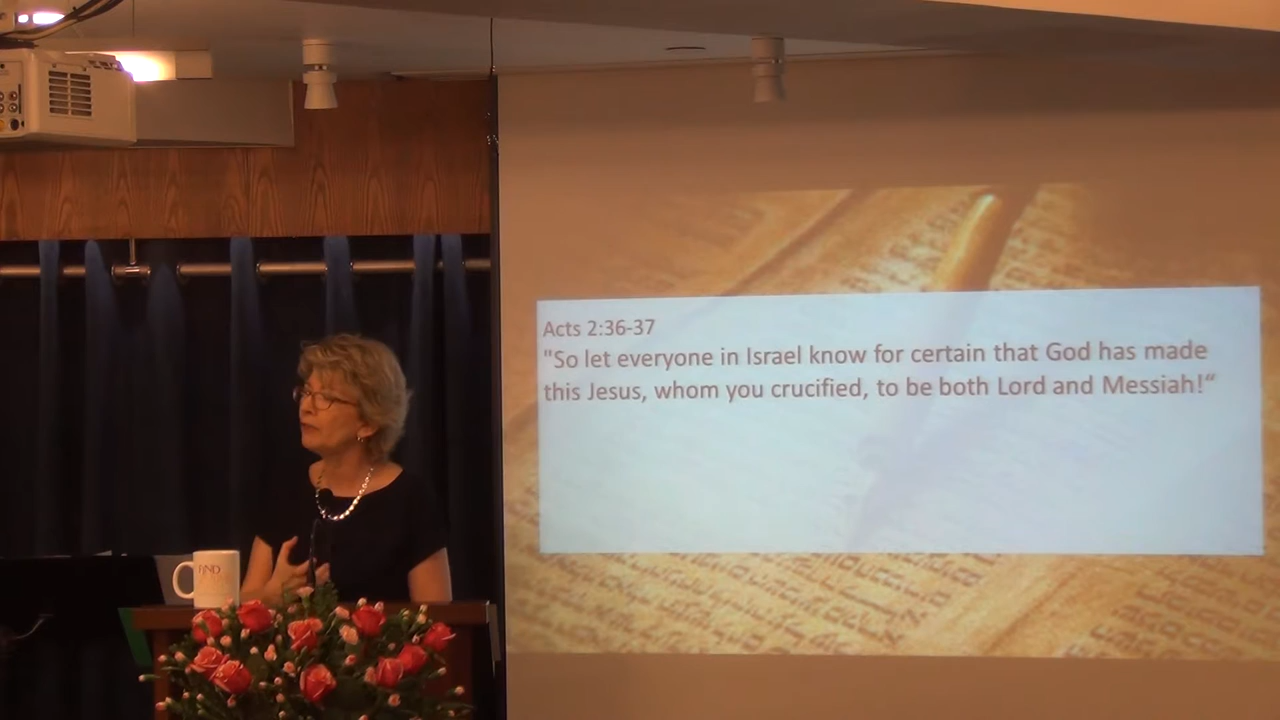 Acts 2:36-37
"So let everyone in Israel know for certain that God has made
this Jesus, whom you crucified, to be both Lord and Messiah!“